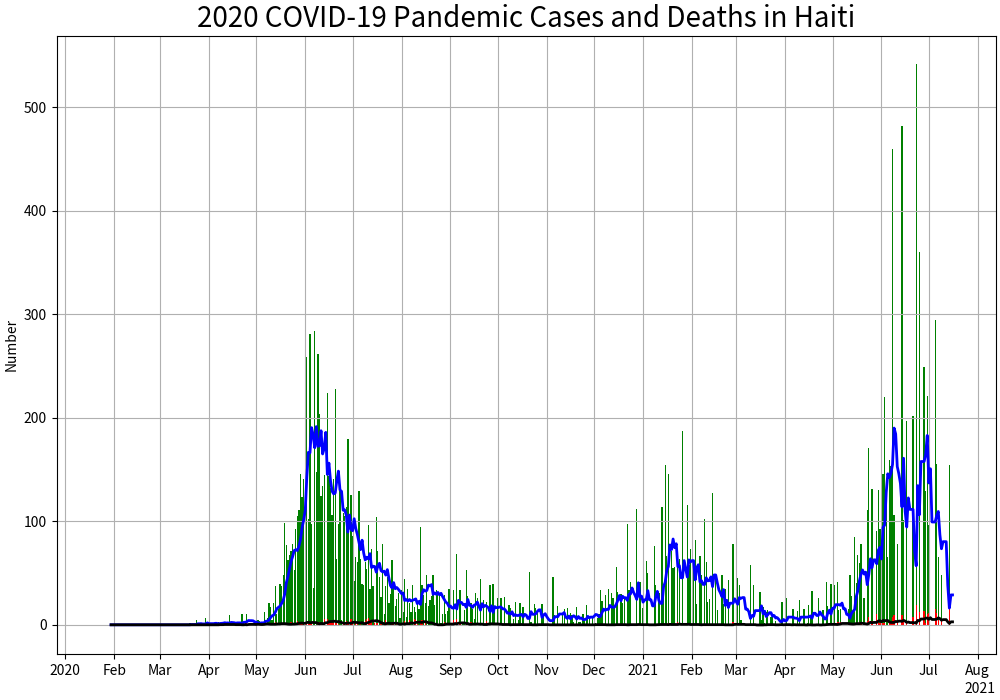 2020 COVID-19 Pandemic Cases and Deaths in Haiti
Number
500
400
300
200
100
0
2020 Feb Mar Apr May Jun Jul Aug Sep Oct Nov Dec 2021 Feb Mar Apr May Jun Jul Aug
2021